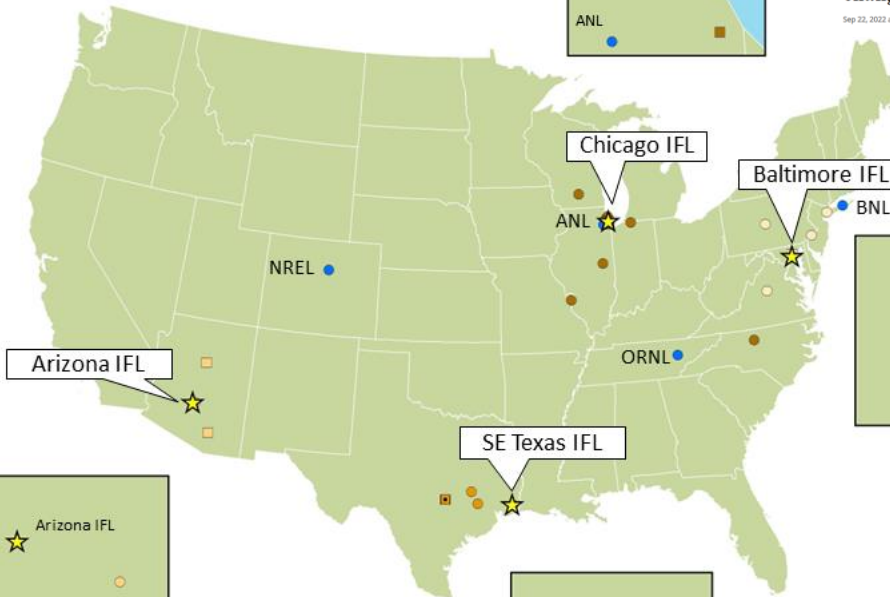 Sep 22, 2022
ANL
Chicago IFL
Baltimore IFL
ANL
BNL
NREL
ORNL
Arizona IFL
SE Texas IFL
Arizona IFL